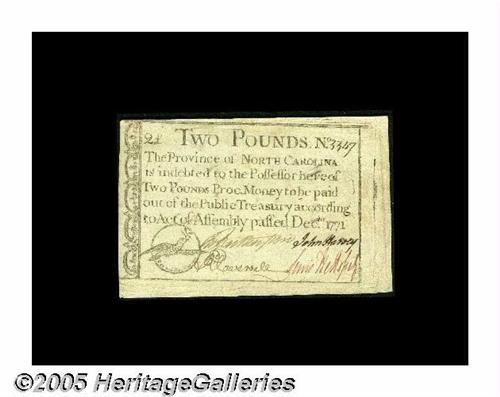 2£ TWO POUNDS. No 3347
The Province of NORTH CAROLINA
is indebted to the Possessor hereof
TWO POUNDS Proc. Money to be paid
out of the Public Treasury according
to Act of Assembly passed Decr. 1771
John Harvey
Lewis
©2005 HeritageGalleries